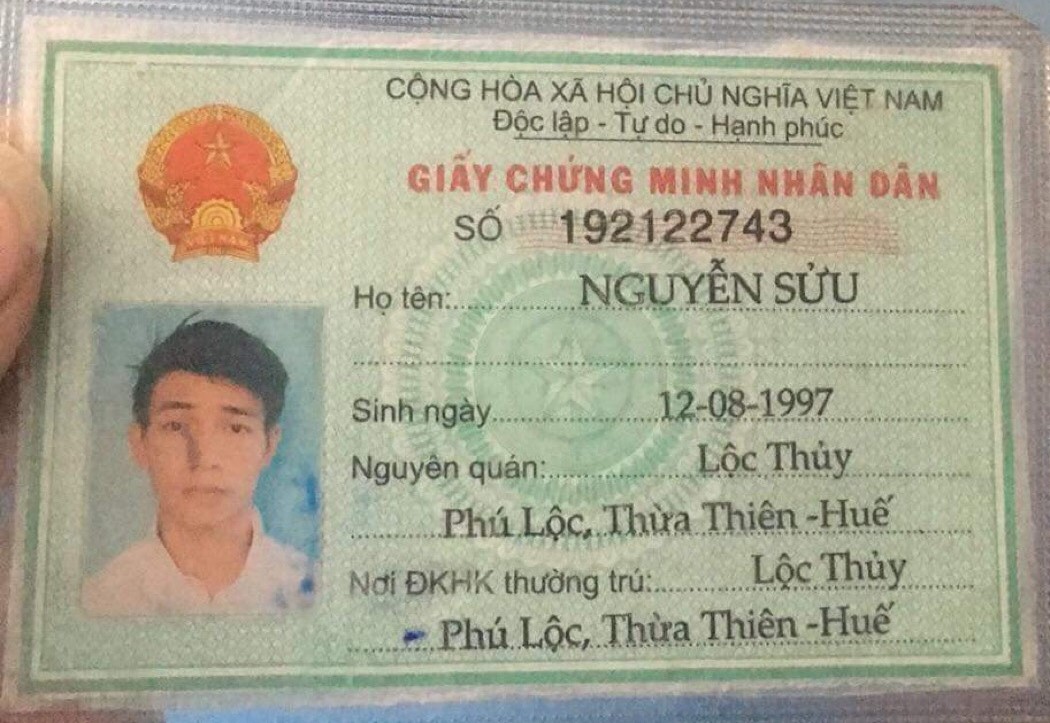 CỘNG HÒA XÃ HỘI CHỦ NGHĨA VIỆT NAM
Độc lập - Tự do - Hạnh phúc
GIẤY CHỨNG MINH NHÂN DÂN
SỐ 192122743
Họ tên: NGUYỄN SỬU
Sinh ngày 12-08-1997
Nguyên quán: Lộc Thủy
Phú Lộc, Thừa Thiên -Huế
Nơi ĐKHK thường trú: Lộc Thủy
Phú Lộc, Thừa Thiên -Huế